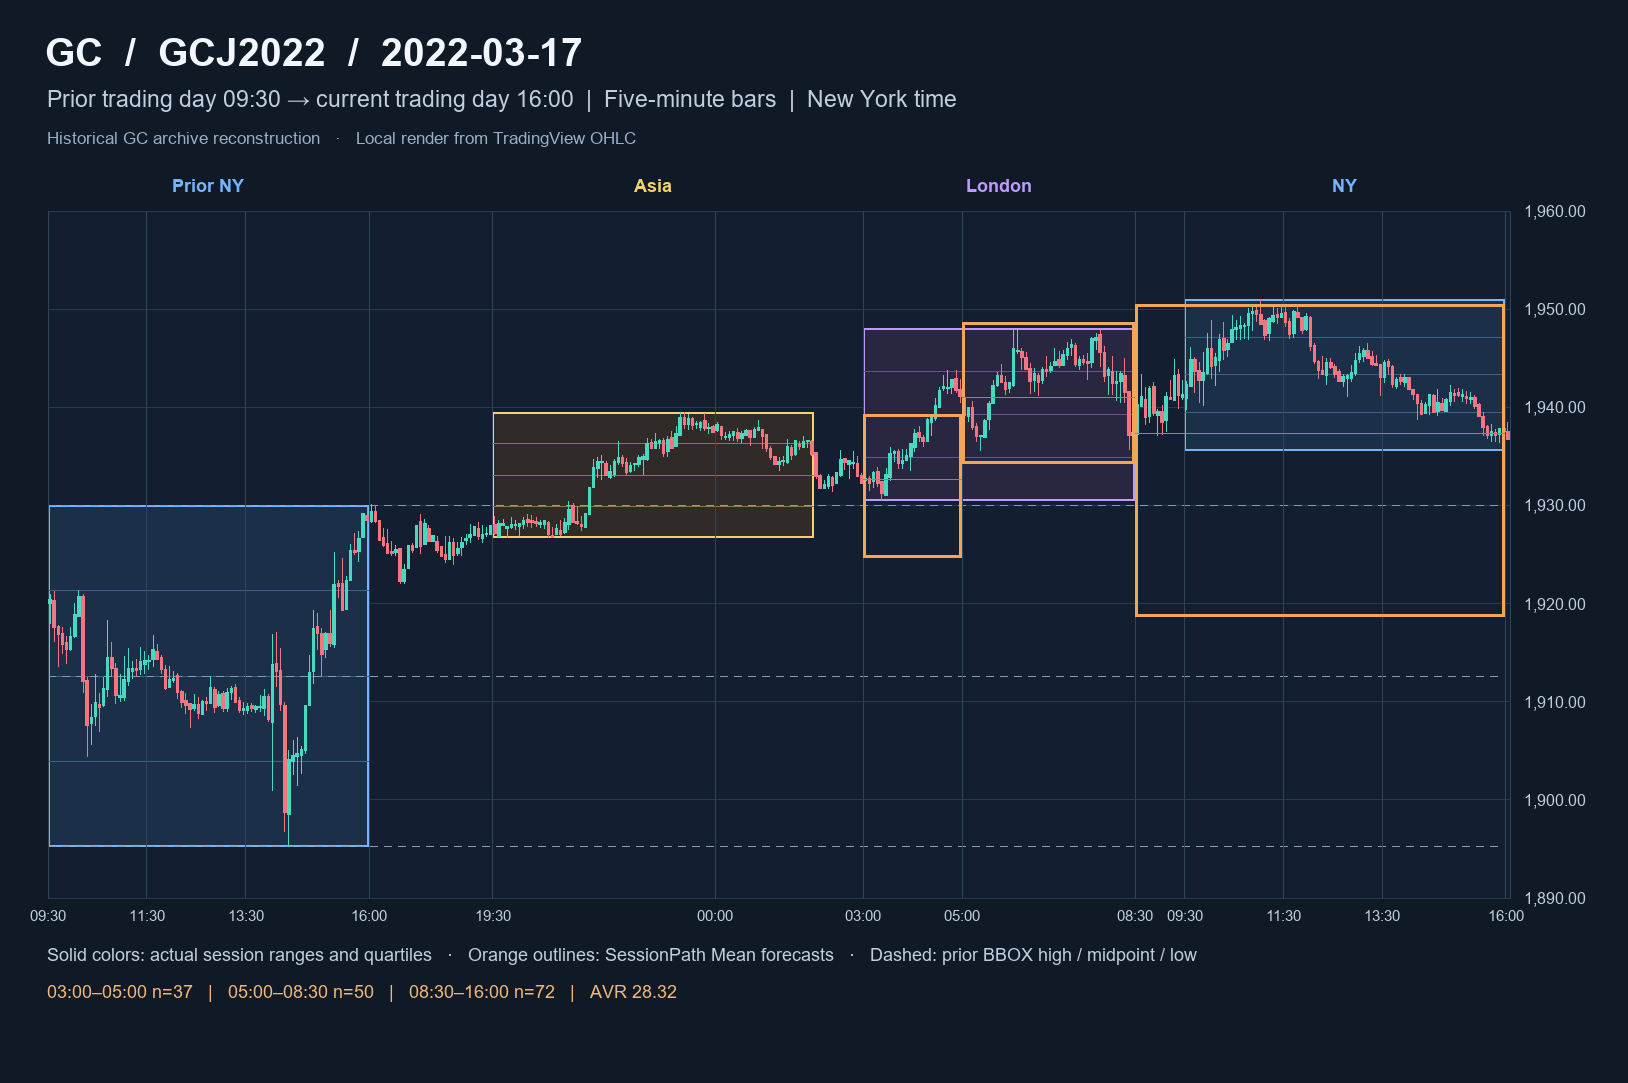 GC / GCJ2022 / 2022-03-17
Prior trading day 09:30 → current trading day 16:00 | Five-minute bars | New York time
Historical GC archive reconstruction · Local render from TradingView OHLC
Prior NY Asia London NY
1,960.00
1,950.00
1,940.00
1,930.00
1,920.00
1,910.00
1,900.00
1,890.00
09:30 11:30 13:30 16:00 19:30 00:00 03:00 05:00 08:30 09:30 11:30 13:30 16:00
Solid colors: actual session ranges and quartiles · Orange outlines: SessionPath Mean forecasts · Dashed: prior BBOX high / midpoint / low
03:00–05:00 n=37 | 05:00–08:30 n=50 | 08:30–16:00 n=72 | AVR 28.32